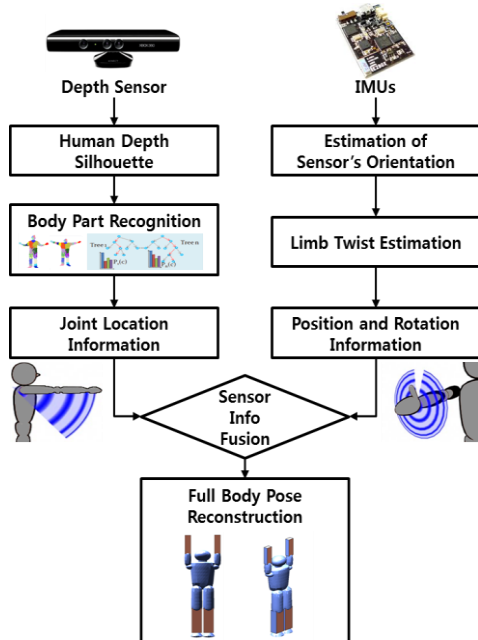 Depth Sensor
IMUs
Human Depth
Silhouette
Estimation of
Sensor's Orientation
Body Part Recognition
Tree n
P (c)
Limb Twist Estimation
Joint Location
Information
Position and Rotation
Information
Sensor
Info
Fusion
Full Body Pose
Reconstruction